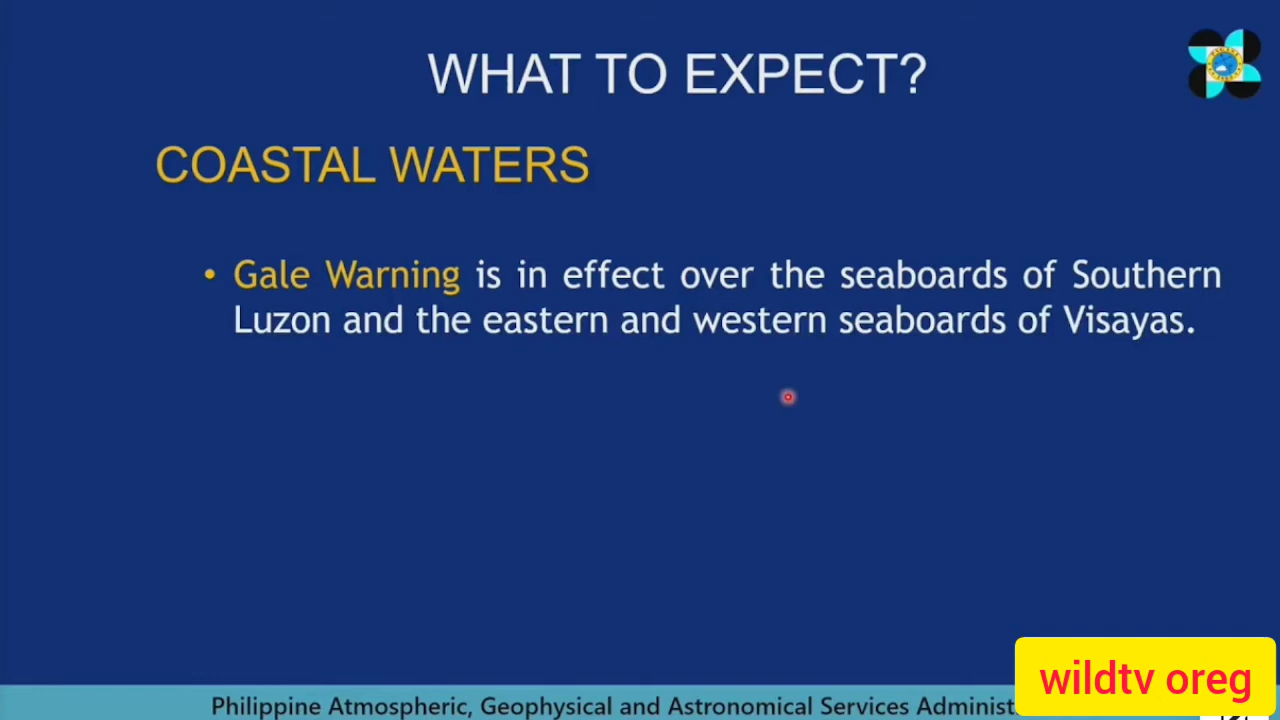 WHAT TO EXPECT?
COASTAL WATERS
• Gale Warning is in effect over the seaboards of Southern
Luzon and the eastern and western seaboards of Visayas.
wildtv oreg
Philippine Atmospheric, Geophysical and Astronomical Services